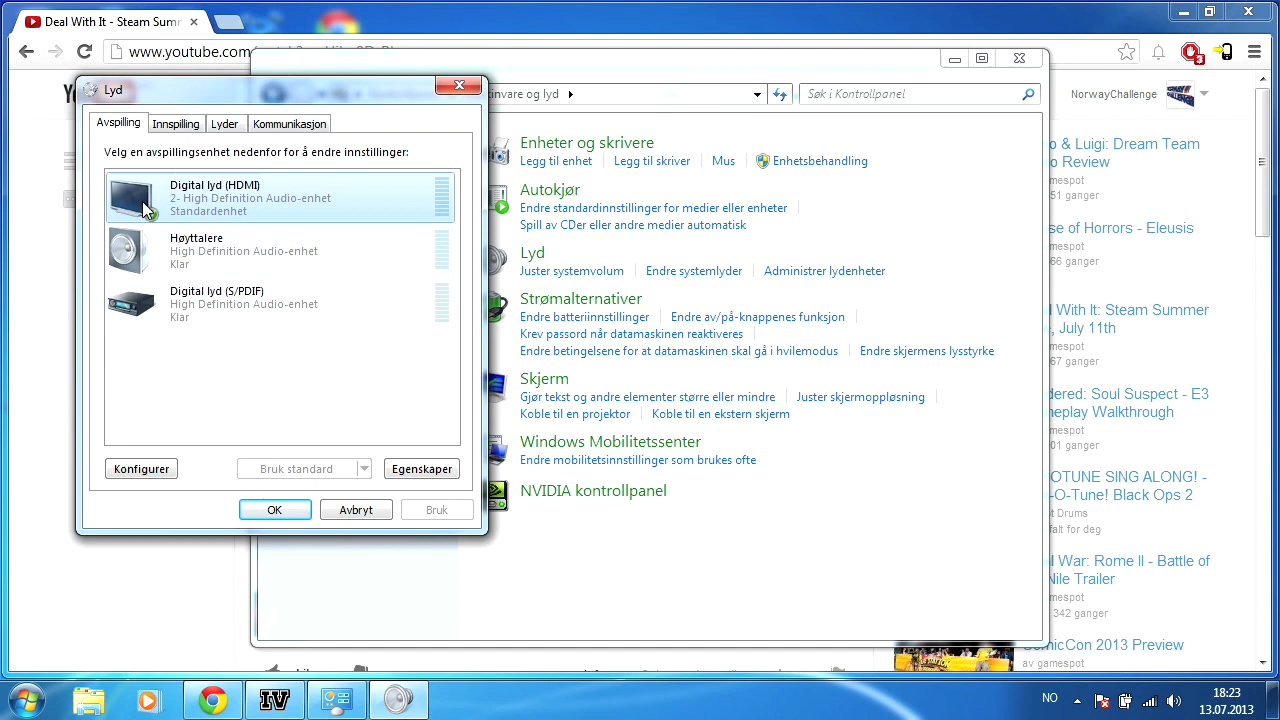 Deal With It - Steam Sum
www.youtube.com
3
NorwayChallenge
Lyd
invare og lyd
Søk i Kontrollpanel
Avspilling
Innspilling
Lyder
Kommunikasjon
Velg en avspillingsenhet nedenfor for å endre innstillinger:
Digital lyd (HDMI)
2- High Definition Audio-enhet
Standardenhet
Høyttalere
High Definition Audio-enhet
Klar
Digital lyd (S/PDIF)
High Definition Audio-enhet
Klar
Konfigurer
Bruk standard
Egenskaper
OK
Avbryt
Bruk
Enheter og skrivere
Legg til enhet
Legg til skriver
Mus
Enhetsbehandling
Autokjør
Endre standardinnstillinger for medier eller enheter
Spill av CDer eller andre medier automatisk
Lyd
Juster systemvolum
Endre systemlyder
Administrer lydenheter
Strømalternativer
Endre batteriinnstillinger
Endre av/på-knappenes funksjon
Krev passord når datamaskinen reaktiveres
Endre betingelsene for at datamaskinen skal gå i hvilemodus
Endre skjermens lysstyrke
Skjerm
Gjør tekst og andre elementer større eller mindre
Juster skjermoppløsning
Koble til en projektor
Koble til en ekstern skjerm
Windows Mobilitetssenter
Endre mobilitetsinnstillinger som brukes ofte
NVIDIA kontrollpanel
o & Luigi: Dream Team
o Review
mespot
51 ganger
se of Horrors - Eleusis
mespot
66 ganger
l With It: Steam Summer
e, July 11th
mespot
67 ganger
dered: Soul Suspect - E3
meplay Walkthrough
mespot
01 ganger
OTUNE SING ALONG! -
-O-Tune! Black Ops 2
t Drums
falt for deg
al War: Rome II - Battle of
Nile Trailer
mespot
342 ganger
ComicCon 2013 Preview
av gamespot
IV
NO
18:23
13.07.2013